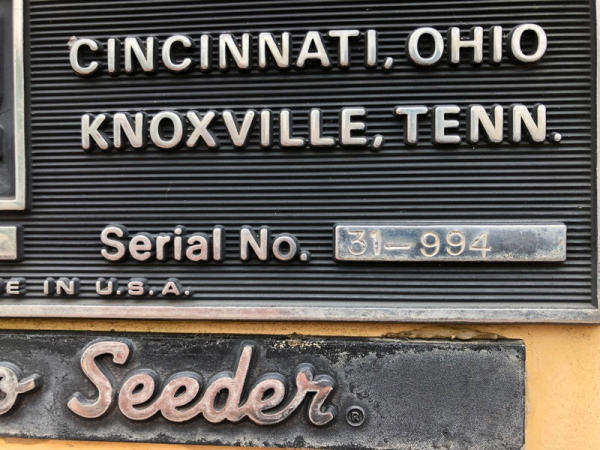 CINCINNATI, OHIO
KNOXVILLE, TENN.
Serial No. 31-994
E IN U.S.A.
o Seeder®